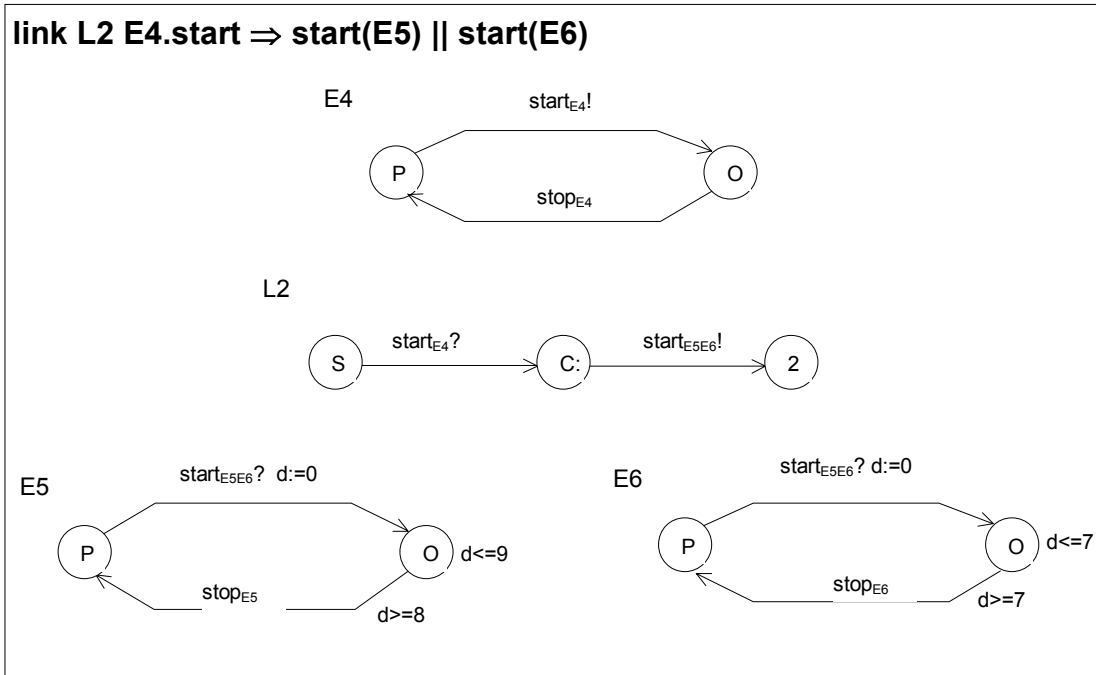 link L2 E4.start ⇒ start(E5) || start(E6)
E4
startE4!
P
O
stopE4
L2
startE4?
startE5E6!
S
C:
2
startE5E6? d:=0
startE5E6? d:=0
E5
E6
P
O
d<=9
P
O
d<=7
stopE5
d>=8
stopE6
d>=7